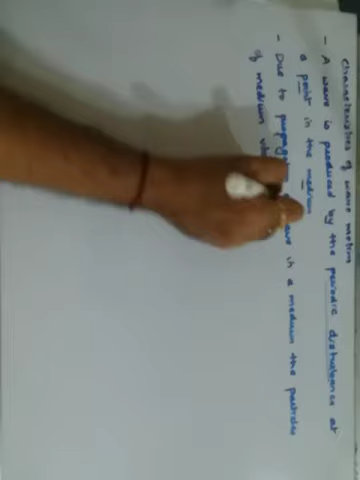 Characteristics of wave motion
- A wave is produced by the periodic disturbance at
a point in the medium
- Due to propagation wave in a medium the particles
of medium